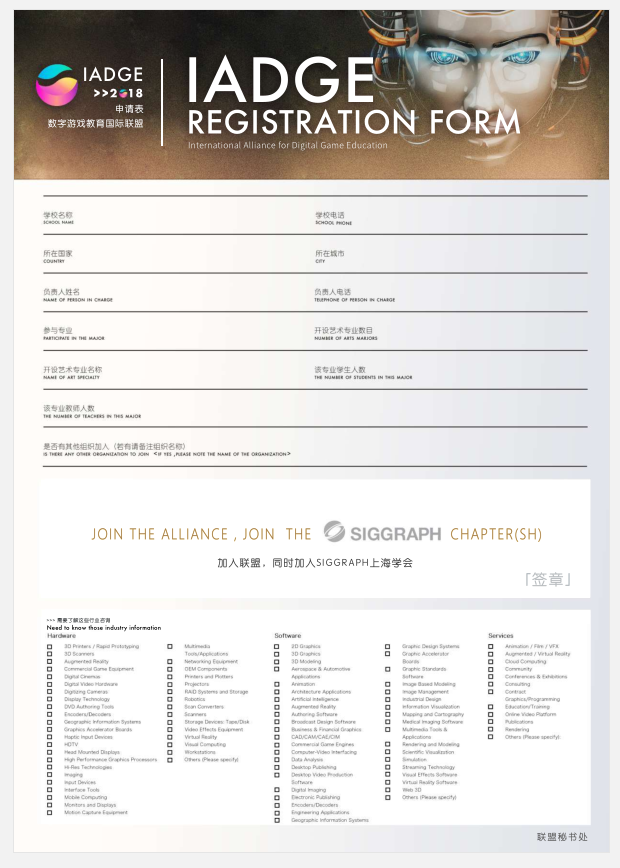 IADGE
>>2018
申请表
数字游戏教育国际联盟
IADGE
REGISTRATION FORM
International Alliance for Digital Game Education
学校名称
SCHOOL NAME
学校电话
SCHOOL PHONE
所在国家
COUNTRY
所在城市
CITY
负责人姓名
NAME OF PERSON IN CHARGE
负责人电话
TELEPHONE OF PERSON IN CHARGE
参与专业
PARTICIPATE IN THE MAJOR
开设艺术专业数目
NUMBER OF ARTS MARJORS
开设艺术专业名称
NAME OF ART SPECIALTY
该专业学生人数
THE NUMBER OF STUDENTS IN THIS MAJOR
该专业教师人数
THE NUMBER OF TEACHERS IN THIS MAJOR
是否有其他组织加入（若有请备注组织名称）
IS THERE ANY OTHER ORGANIZATION TO JOIN <IF YES ,PLEASE NOTE THE NAME OF THE ORGANIZATION>
JOIN THE ALLIANCE , JOIN THE SIGGRAPH CHAPTER(SH)
加入联盟，同时加入SIGGRAPH上海学会
「签章」
>>> 需要了解这些行业咨询
Need to know those industry information
Hardware
3D Printers / Rapid Prototyping
3D Scanners
Augmented Reality
Commercial Game Equipment
Digital Cinemas
Digital Video Hardware
Digitizing Cameras
Display Technology
DVD Authoring Tools
Encoders/Decoders
Geographic Information Systems
Graphics Accelerator Boards
Haptic Input Devices
HDTV
Head Mounted Displays
High Performance Graphics Processors
Hi-Res Technologies
Imaging
Input Devices
Interface Tools
Mobile Computing
Monitors and Displays
Motion Capture Equipment
Multimedia
Tools/Applications
Networking Equipment
OEM Components
Printers and Plotters
Projectors
RAID Systems and Storage
Robotics
Scan Converters
Scanners
Storage Devices: Tape/Disk
Video Effects Equipment
Virtual Reality
Visual Computing
Workstations
Others (Please specify)
Software
2D Graphics
3D Graphics
3D Modeling
Aerospace & Automotive
Applications
Animation
Architecture Applications
Artificial Intelligence
Augmented Reality
Authoring Software
Broadcast Design Software
Business & Financial Graphics
CAD/CAM/CAE/CIM
Commercial Game Engines
Computer-Video Interfacing
Data Analysis
Desktop Publishing
Desktop Video Production
Software
Digital Imaging
Electronic Publishing
Encoders/Decoders
Engineering Applications
Geographic Information Systems
Graphic Design Systems
Graphic Accelerator
Boards
Graphic Standards
Software
Image Based Modeling
Image Management
Industrial Design
Information Visualization
Mapping and Cartography
Medical Imaging Software
Multimedia Tools &
Applications
Rendering and Modeling
Scientific Visualization
Simulation
Streaming Technology
Visual Effects Software
Virtual Reality Software
Web 3D
Others (Please specify)
Services
Animation / Film / VFX
Augmented / Virtual Reality
Cloud Computing
Community
Conferences & Exhibitions
Consulting
Contract
Graphics/Programming
Education/Training
Online Video Platform
Publications
Rendering
Others (Please specify)
联盟秘书处